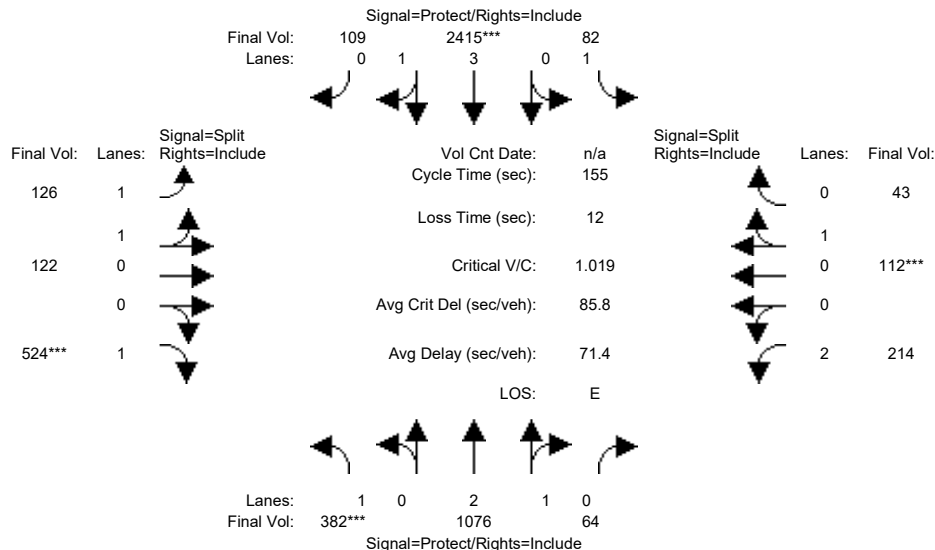 Signal=Protect/Rights=Include
Final Vol: 109 2415*** 82
Lanes: 0 1 3 0 1
Signal=Split
Final Vol: Lanes: Rights=Include
Vol Cnt Date: n/a
Signal=Split
Rights=Include Lanes: Final Vol:
Cycle Time (sec): 155
126 1
0 43
Loss Time (sec): 12
1
1
122 0
Critical V/C: 1.019
0 112***
0
Avg Crit Del (sec/veh): 85.8
0
524*** 1
Avg Delay (sec/veh): 71.4
2 214
LOS: E
Lanes: 1 0 2 1 0
Final Vol: 382*** 1076 64
Signal=Protect/Rights=Include